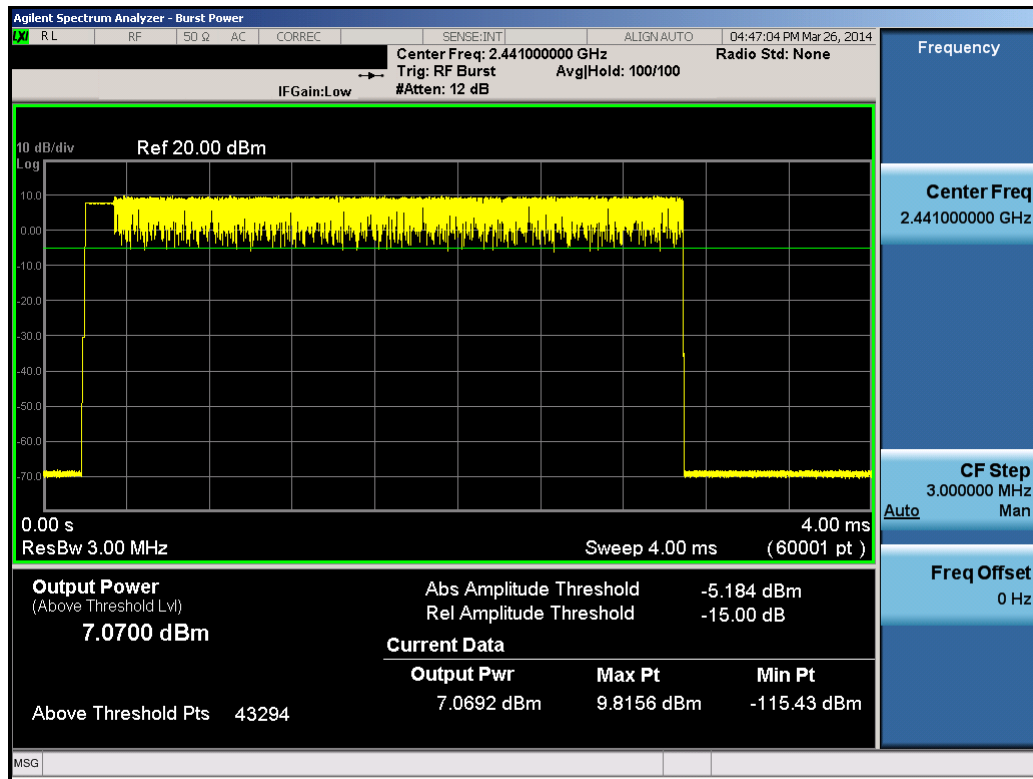 Agilent Spectrum Analyzer - Burst Power
LXI RL RF 50 Ω AC CORREC SENSE:INT ALIGN AUTO 04:47:04 PM Mar 26, 2014
Center Freq: 2.441000000 GHz Radio Std: None
Trig: RF Burst Avg|Hold: 100/100
IFGain:Low #Atten: 12 dB
Frequency
10 dB/div Ref 20.00 dBm
Log
10.0
0.00
-10.0
-20.0
-30.0
-40.0
-50.0
-60.0
-70.0
0.00 s 4.00 ms
ResBw 3.00 MHz Sweep 4.00 ms (60001 pt )
Center Freq
2.441000000 GHz
CF Step
3.000000 MHz
Auto Man
Freq Offset
0 Hz
Output Power
(Above Threshold Lvl)
7.0700 dBm
Above Threshold Pts 43294
Abs Amplitude Threshold -5.184 dBm
Rel Amplitude Threshold -15.00 dB
Current Data
Output Pwr Max Pt Min Pt
7.0692 dBm 9.8156 dBm -115.43 dBm
MSG